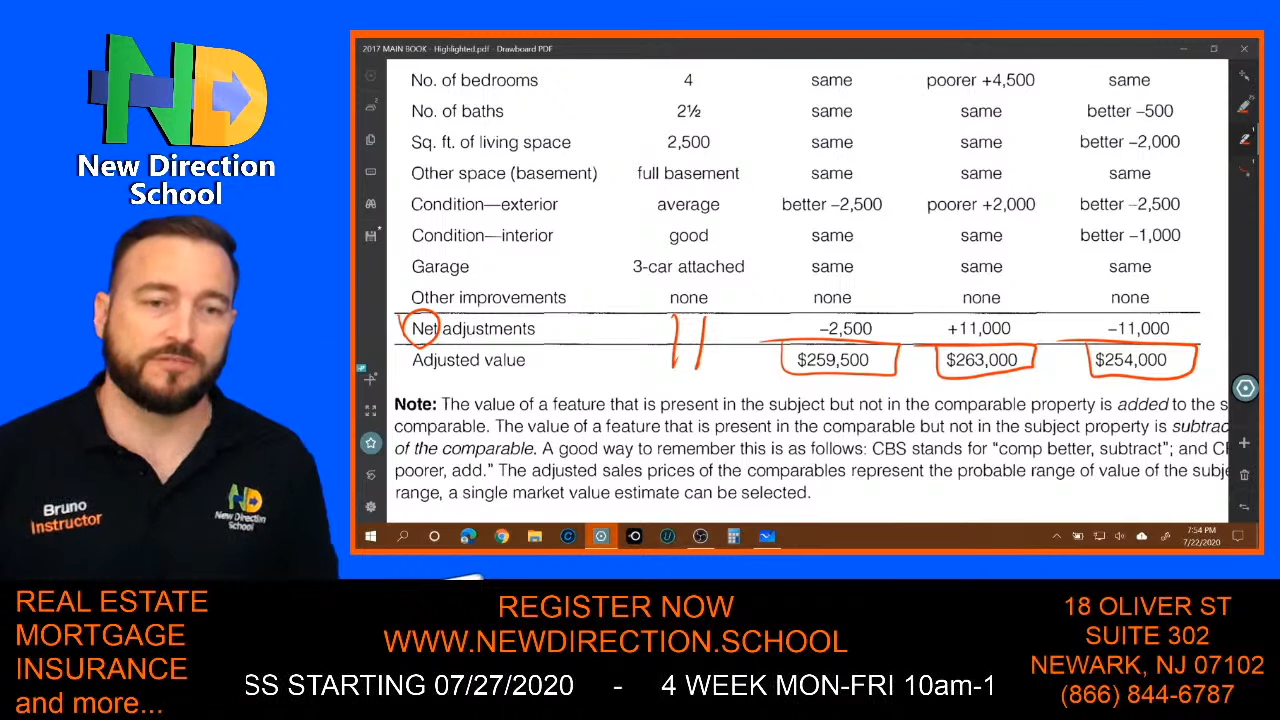 ND
New Direction
School
Bruno
Instructor
ND
New Direction
School
2017 MAIN BOOK - Highlighted.pdf - Drawboard PDF
No. of bedrooms 4 same poorer +4,500 same
No. of baths 2½ same same better –500
Sq. ft. of living space 2,500 same same better –2,000
Other space (basement) full basement same same same
Condition—exterior average better –2,500 poorer +2,000 better –2,500
Condition—interior good same same better –1,000
Garage 3-car attached same same same
Other improvements none none none none
Net adjustments –2,500 +11,000 –11,000
Adjusted value $259,500 $263,000 $254,000
Note: The value of a feature that is present in the subject but not in the comparable property is added to the s
comparable. The value of a feature that is present in the comparable but not in the subject property is subtrac
of the comparable. A good way to remember this is as follows: CBS stands for “comp better, subtract”; and C
poorer, add.” The adjusted sales prices of the comparables represent the probable range of value of the subje
range, a single market value estimate can be selected.
7:54 PM
7/22/2020
REAL ESTATE
MORTGAGE
INSURANCE
and more...
REGISTER NOW
WWW.NEWDIRECTION.SCHOOL
SS STARTING 07/27/2020 - 4 WEEK MON-FRI 10am-1
18 OLIVER ST
SUITE 302
NEWARK, NJ 07102
(866) 844-6787